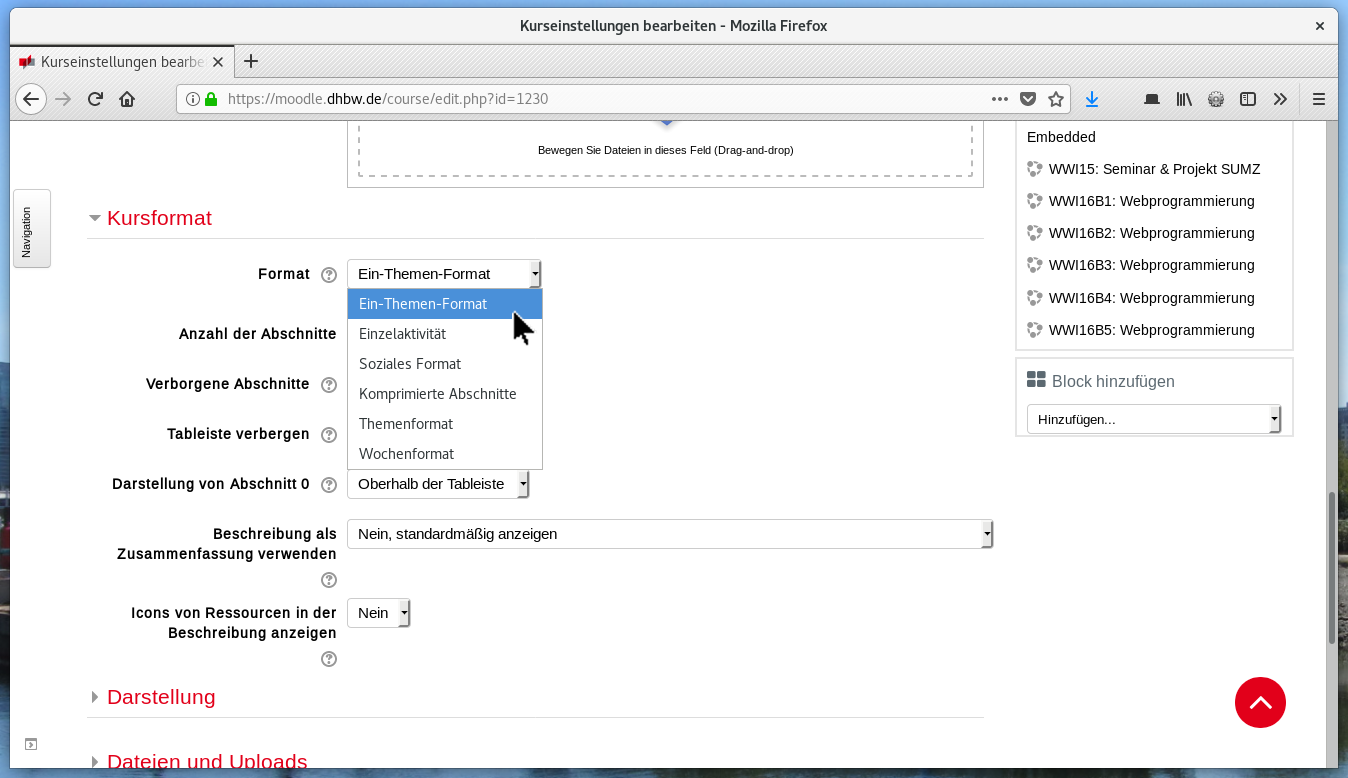 Kurseinstellungen bearbeiten - Mozilla Firefox
Kurseinstellungen bearbe
https://moodle.dhbw.de/course/edit.php?id=1230
Bewegen Sie Dateien in dieses Feld (Drag-and-drop)
Navigation
Kursformat
Format
Ein-Themen-Format
Ein-Themen-Format
Einzelaktivität
Soziales Format
Komprimierte Abschnitte
Themenformat
Wochenformat
Anzahl der Abschnitte
Verborgene Abschnitte
Tableiste verbergen
Darstellung von Abschnitt 0
Oberhalb der Tableiste
Beschreibung als
Zusammenfassung verwenden
Nein, standardmäßig anzeigen
Icons von Ressourcen in der
Beschreibung anzeigen
Nein
Darstellung
Dateien und Uploads
Embedded
WWI15: Seminar & Projekt SUMZ
WWI16B1: Webprogrammierung
WWI16B2: Webprogrammierung
WWI16B3: Webprogrammierung
WWI16B4: Webprogrammierung
WWI16B5: Webprogrammierung
Block hinzufügen
Hinzufügen...